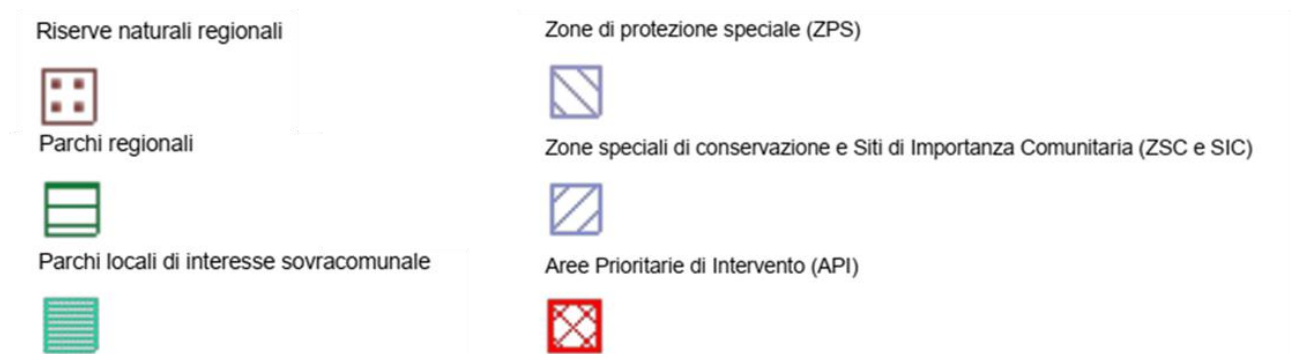 Riserve naturali regionali
Parchi regionali
Parchi locali di interesse sovracomunale
Zone di protezione speciale (ZPS)
Zone speciali di conservazione e Siti di Importanza Comunitaria (ZSC e SIC)
Aree Prioritarie di Intervento (API)